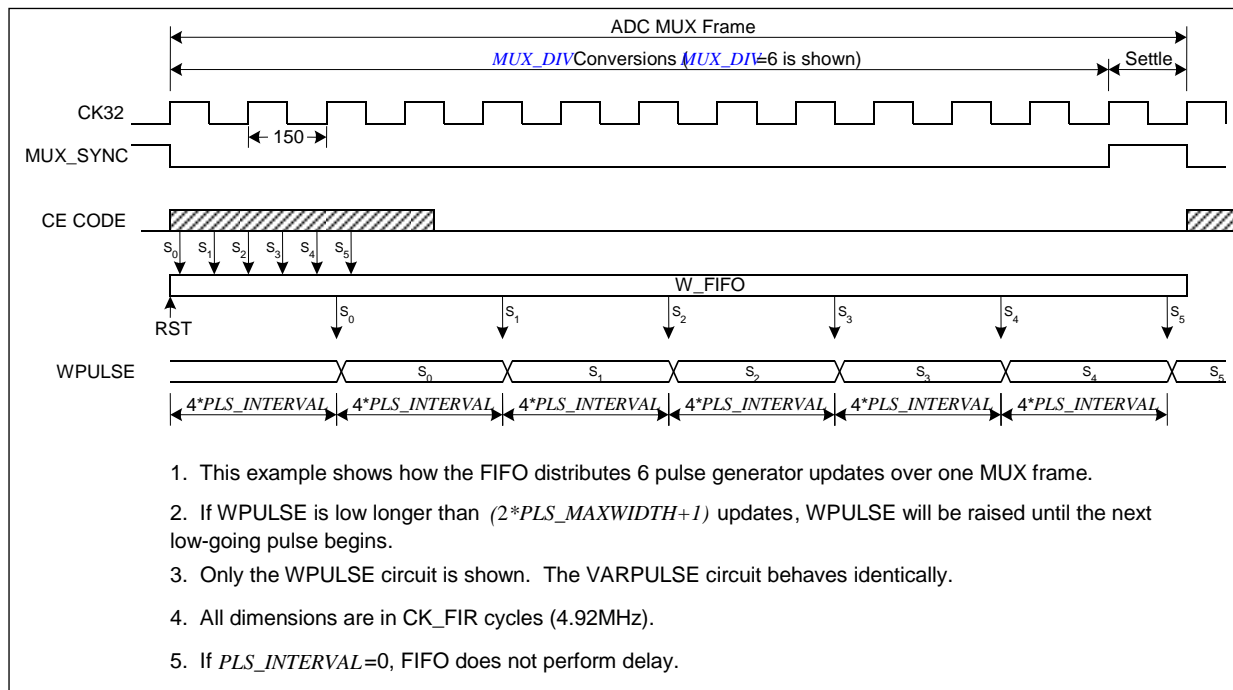 ADC MUX Frame
MUX_DIV Conversions (MUX_DIV=6 is shown)
Settle
CK32
150
MUX_SYNC
CE CODE
S0 S1 S2 S3 S4 S5
W_FIFO
RST
S0 S1 S2 S3 S4 S5
WPULSE
S0 S1 S2 S3 S4 S5
4*PLS_INTERVAL 4*PLS_INTERVAL 4*PLS_INTERVAL 4*PLS_INTERVAL 4*PLS_INTERVAL 4*PLS_INTERVAL
1. This example shows how the FIFO distributes 6 pulse generator updates over one MUX frame.
2. If WPULSE is low longer than (2*PLS_MAXWIDTH+1) updates, WPULSE will be raised until the next
low-going pulse begins.
3. Only the WPULSE circuit is shown. The VARPULSE circuit behaves identically.
4. All dimensions are in CK_FIR cycles (4.92MHz).
5. If PLS_INTERVAL=0, FIFO does not perform delay.